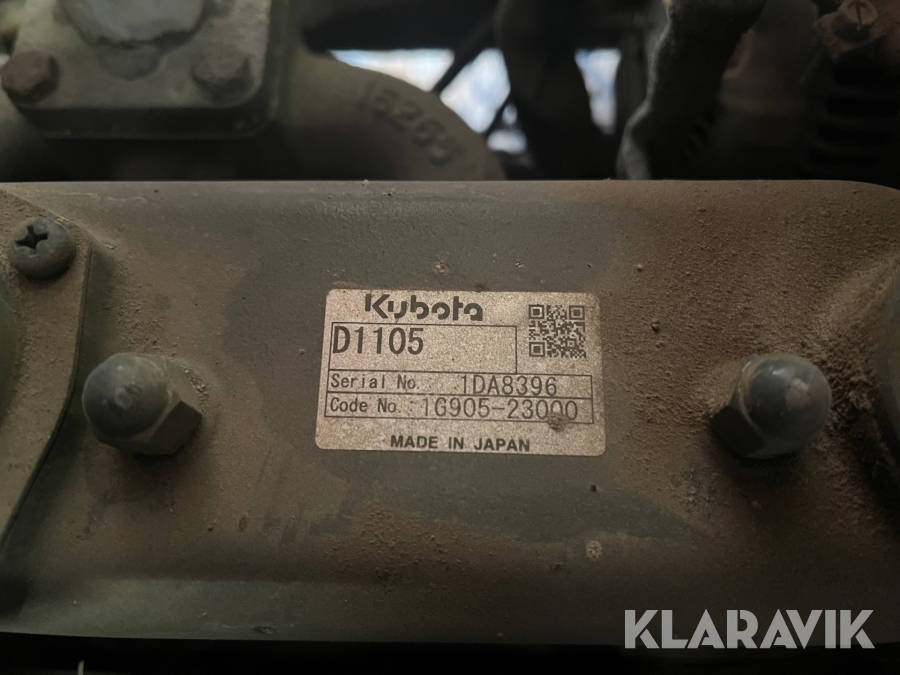 15263
Kubota
D1105
Serial No. 1DA8396
Code No. 1G905-23000
MADE IN JAPAN
KLARAVIK